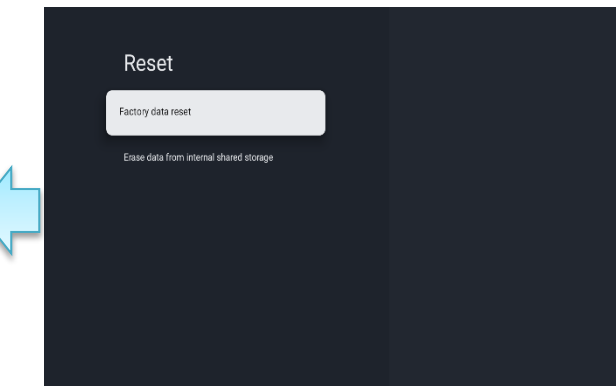 Reset
Factory data reset
Erase data from internal shared storage